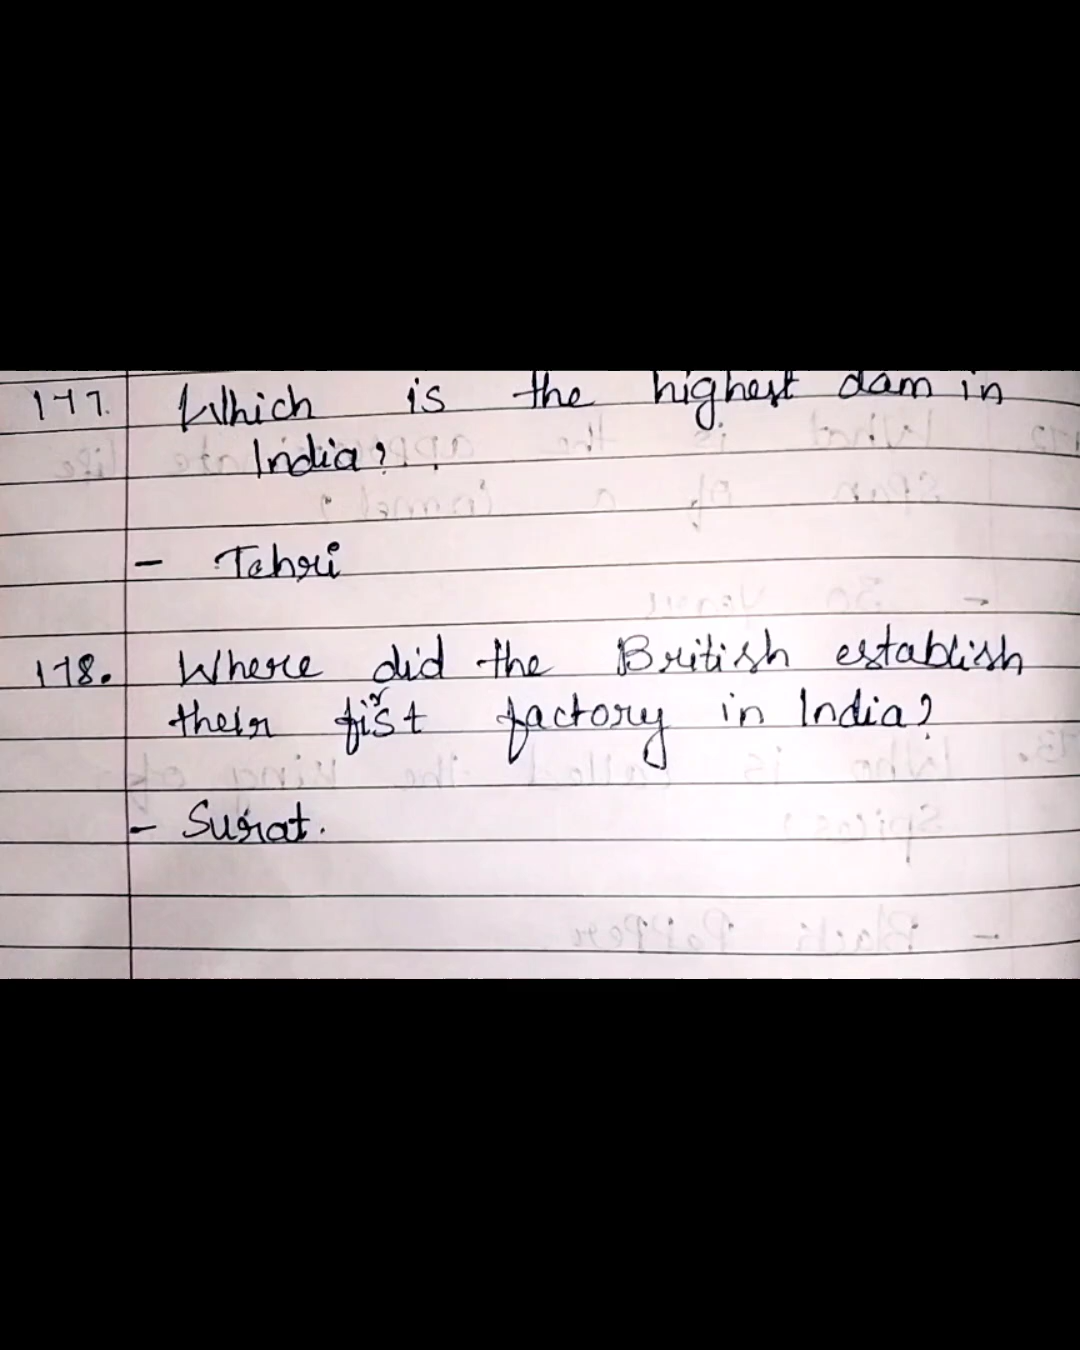 177. Which is the highest dam in
India?
- Tehri
178. Where did the British establish
their first factory in India?
- Surat.